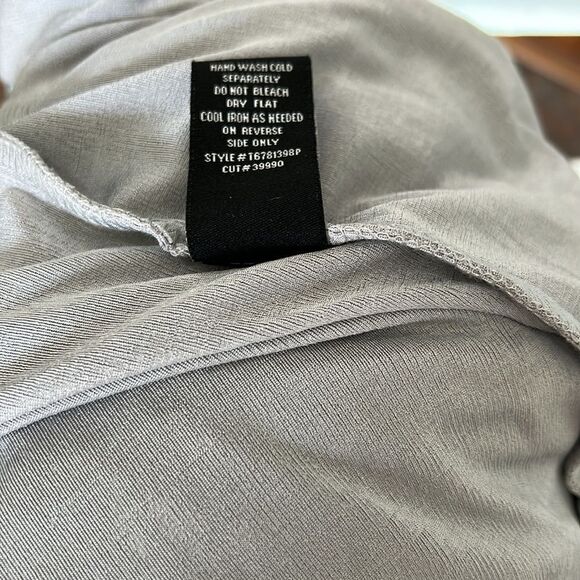 HAND WASH COLD
SEPARATELY
DO NOT BLEACH
DRY FLAT
COOL IRON AS NEEDED
ON REVERSE
SIDE ONLY
STYLE# T6781398P
CUT# 39990